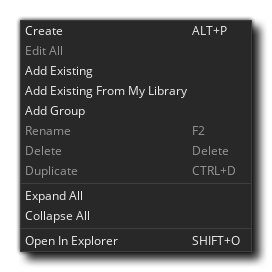 Create ALT+P
Edit All
Add Existing
Add Existing From My Library
Add Group
Rename F2
Delete Delete
Duplicate CTRL+D
Expand All
Collapse All
Open In Explorer SHIFT+O